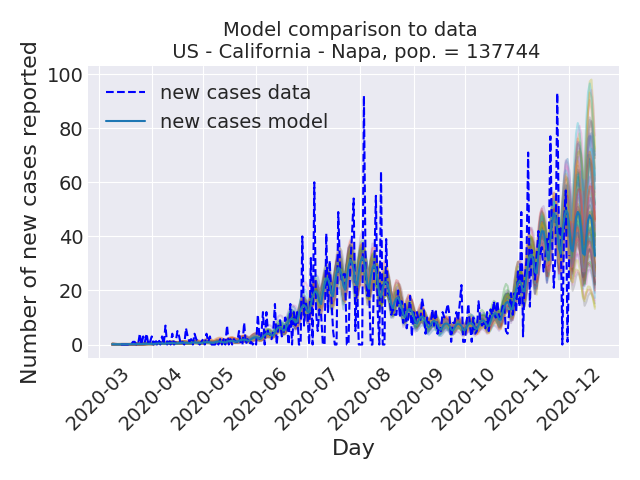 Model comparison to data
US - California - Napa, pop. = 137744
Number of new cases reported
100
80
60
40
20
0
new cases data
new cases model
2020-03
2020-04
2020-05
2020-06
2020-07
2020-08
2020-09
2020-10
2020-11
2020-12
Day